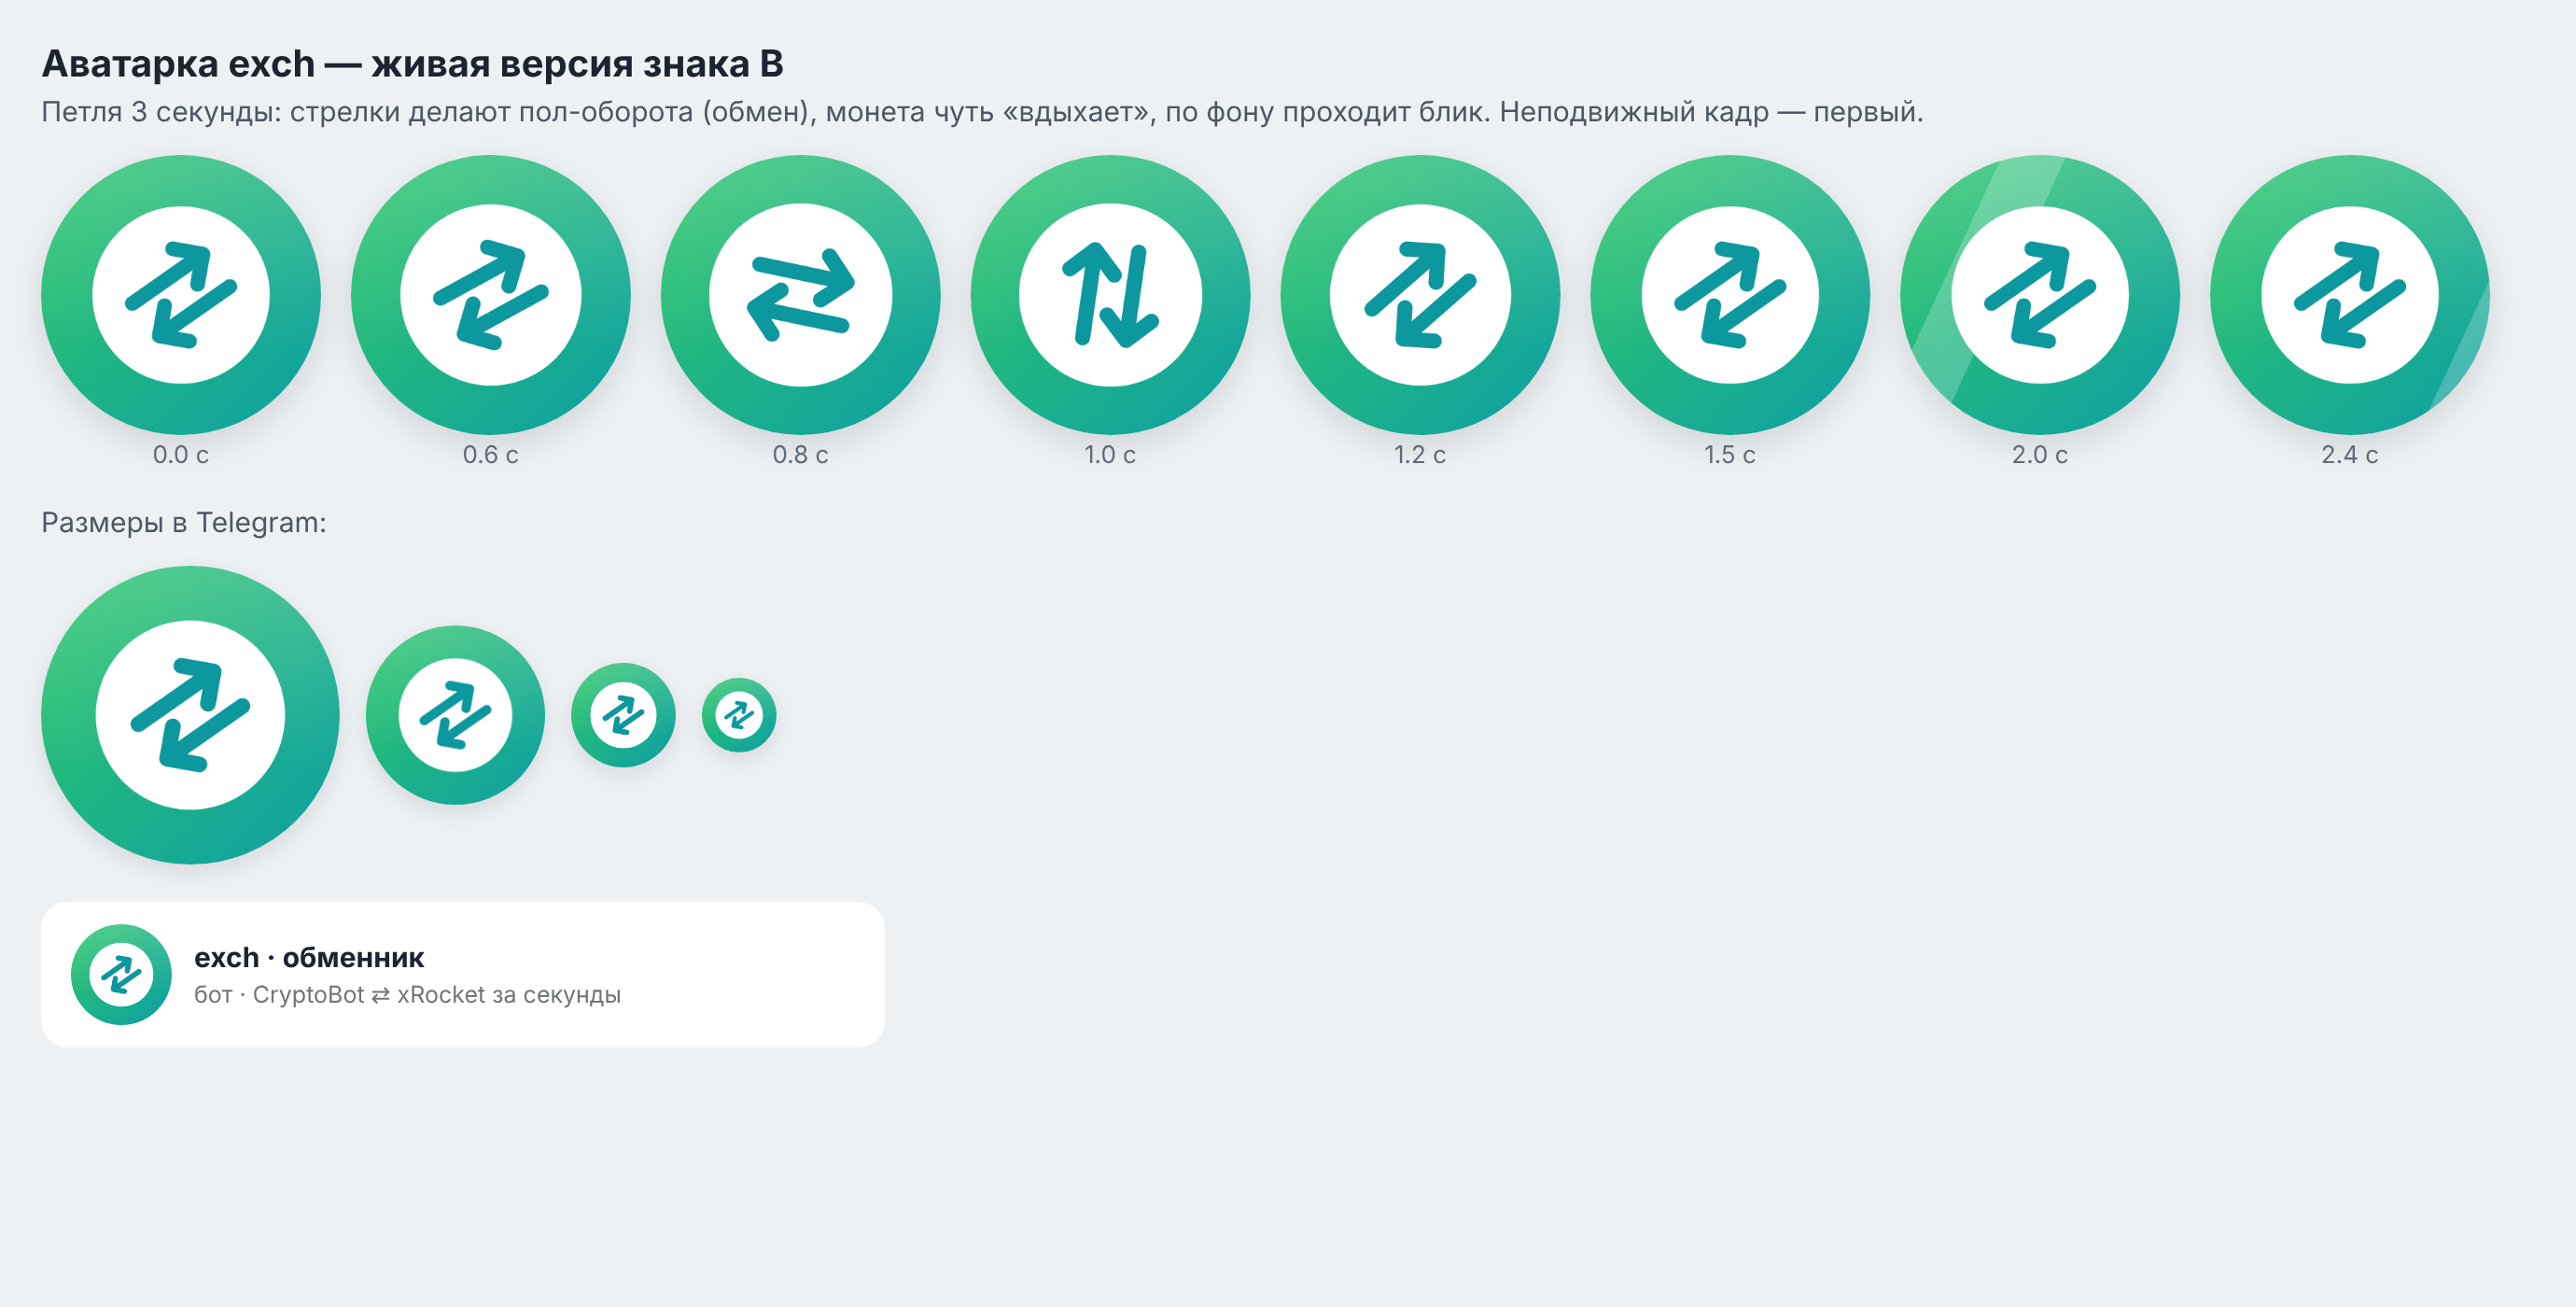 Аватарка exch — живая версия знака B
Петля 3 секунды: стрелки делают пол-оборота (обмен), монета чуть «вдыхает», по фону проходит блик. Неподвижный кадр — первый.
0.0 с
0.6 с
0.8 с
1.0 с
1.2 с
1.5 с
2.0 с
2.4 с
Размеры в Telegram:
exch · обменник
бот · CryptoBot ⇄ xRocket за секунды